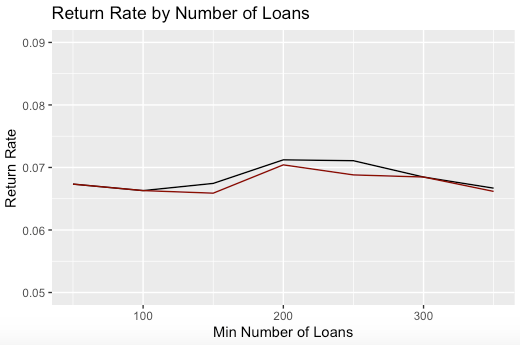 Return Rate by Number of Loans
0.09
0.08
0.07
0.06
0.05
Return Rate
100 200 300
Min Number of Loans